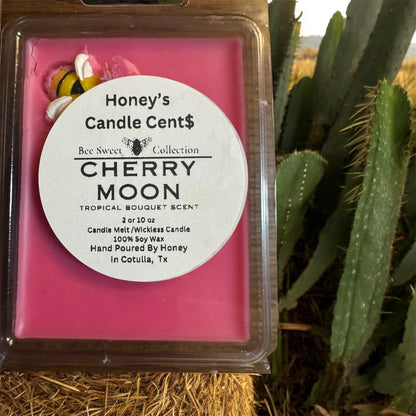 Honey's
Candle Cent$
Bee Sweet Collection
CHERRY
MOON
TROPICAL BOUQUET SCENT
2 or 10 oz
Candle Melt /Wickless Candle
100% Soy Wax
Hand Poured By Honey
In Cotulla, Tx